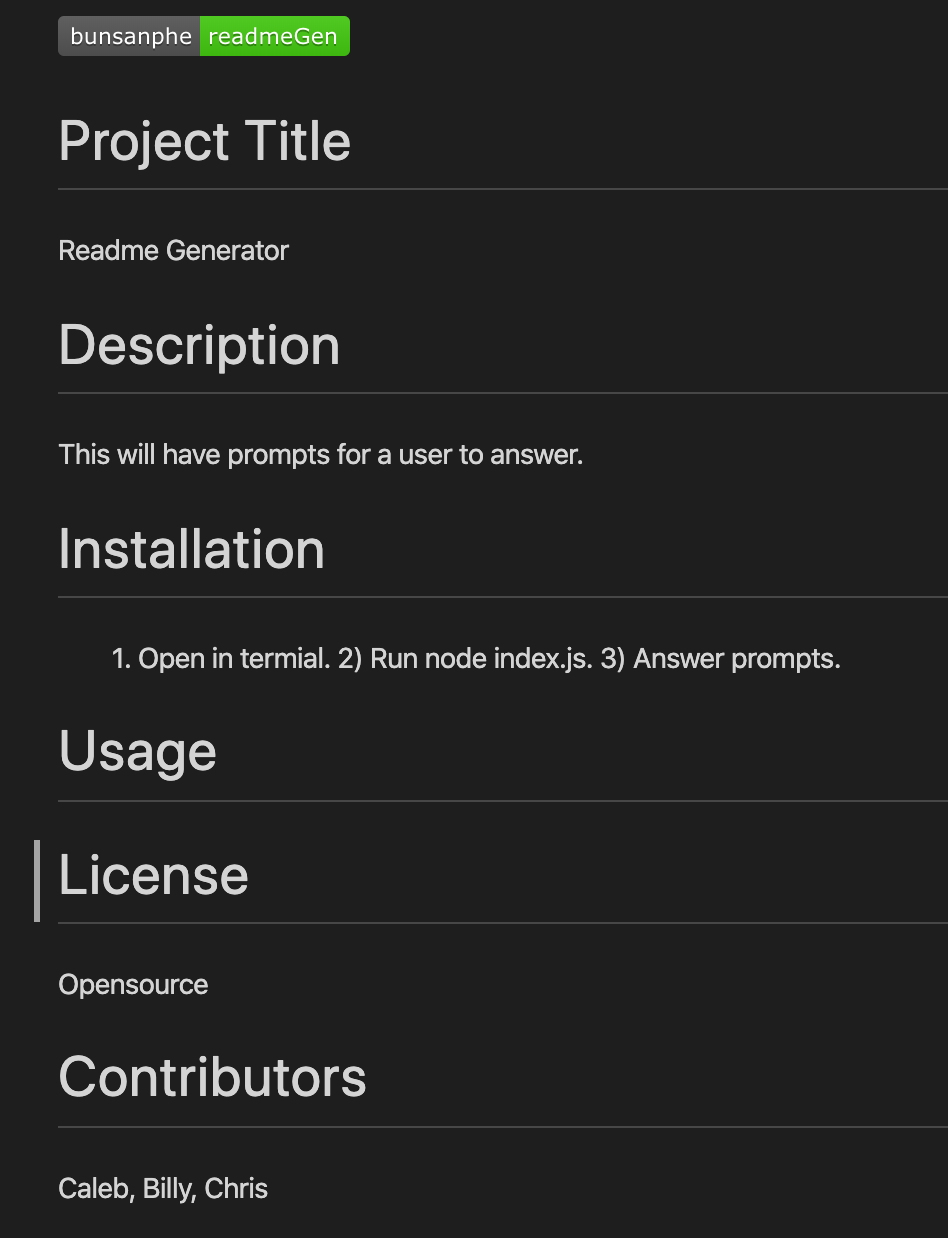 bunsanphe readmeGen
Project Title
Readme Generator
Description
This will have prompts for a user to answer.
Installation
1. Open in termial. 2) Run node index.js. 3) Answer prompts.
Usage
License
Opensource
Contributors
Caleb, Billy, Chris